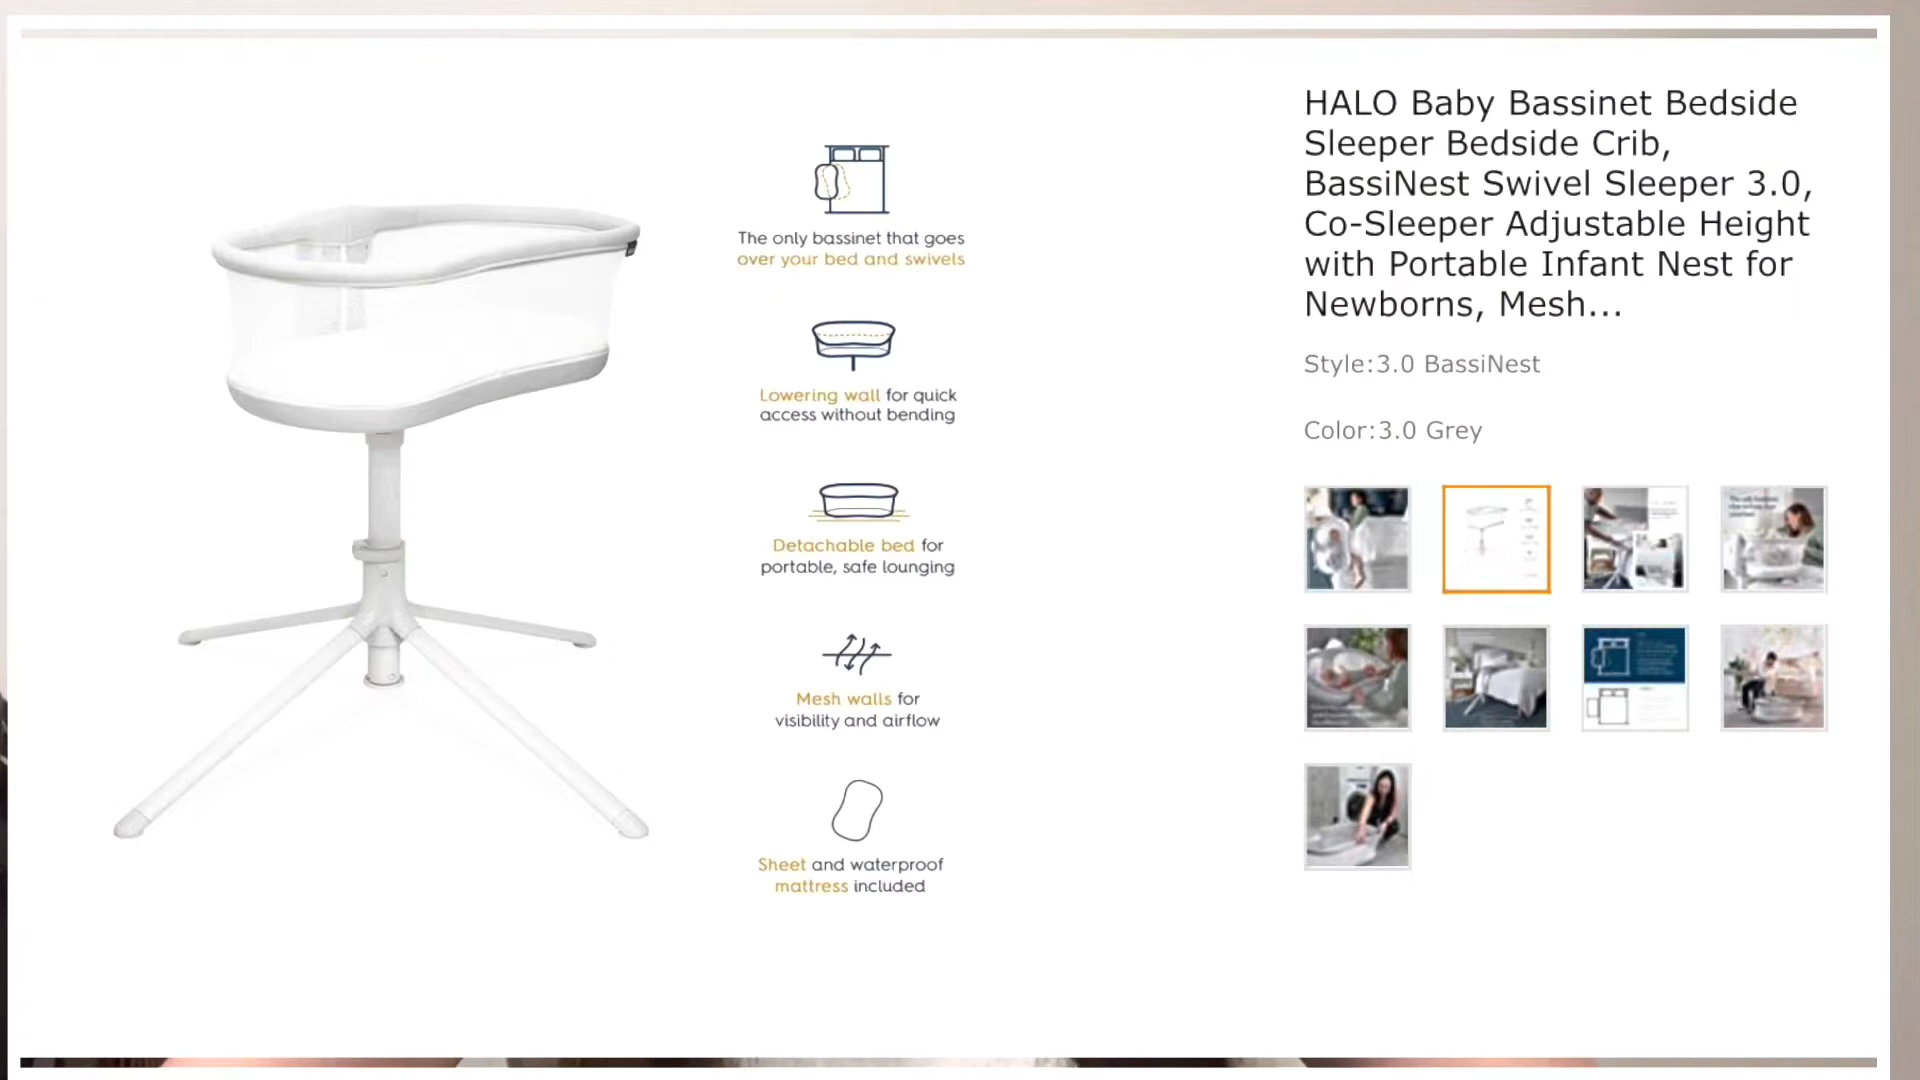 HALO Baby Bassinet Bedside
Sleeper Bedside Crib,
BassiNest Swivel Sleeper 3.0,
Co-Sleeper Adjustable Height
with Portable Infant Nest for
Newborns, Mesh...
Style:3.0 BassiNest
Color:3.0 Grey
The only bassinet that goes
over your bed and swivels
Lowering wall for quick
access without bending
Detachable bed for
portable, safe lounging
Mesh walls for
visibility and airflow
Sheet and waterproof
mattress included